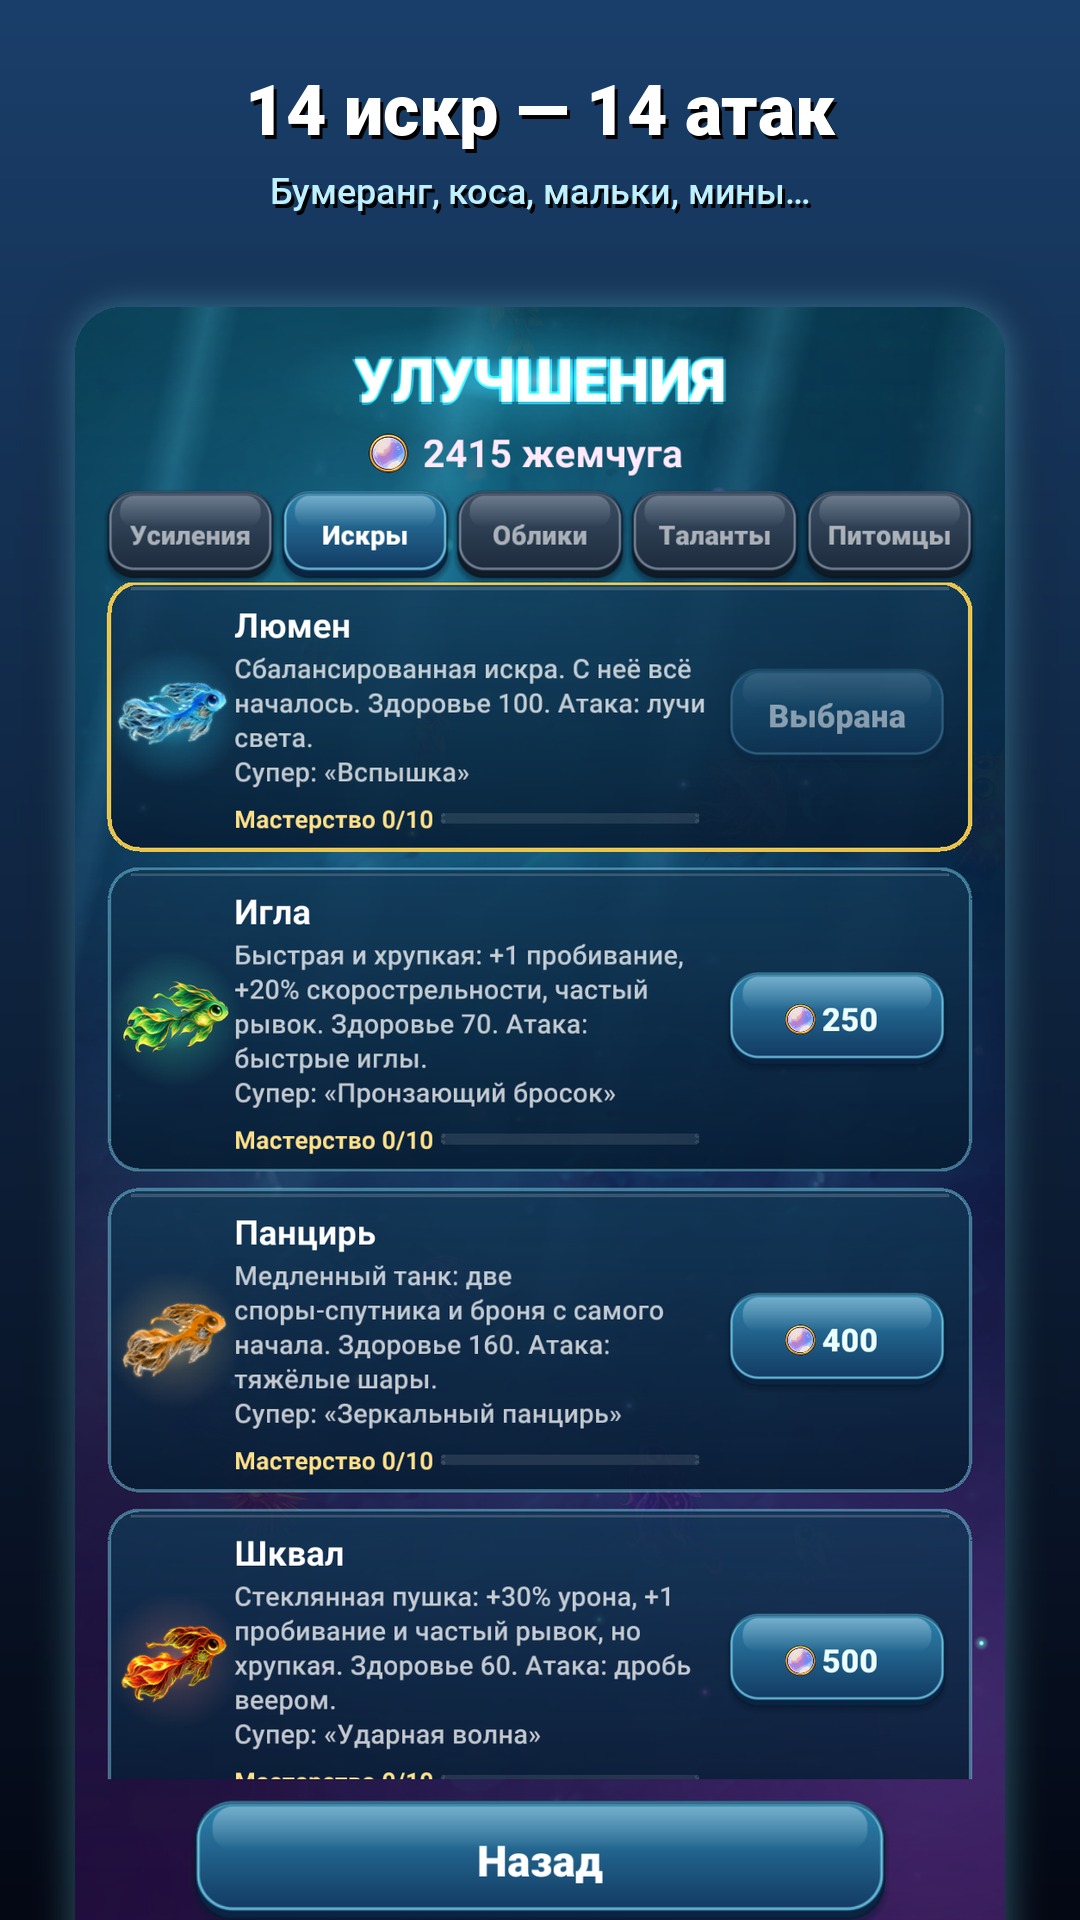 14 искр — 14 атак
Бумеранг, коса, мальки, мины...
УЛУЧШЕНИЯ
2415 жемчуга
Усиления
Искры
Облики
Таланты
Питомцы
Люмен
Сбалансированная искра. С неё всё
началось. Здоровье 100. Атака: лучи
света.
Супер: «Вспышка»
Мастерство 0/10
Выбрана
Игла
Быстрая и хрупкая: +1 пробивание,
+20% скорострельности, частый
рывок. Здоровье 70. Атака:
быстрые иглы.
Супер: «Пронзающий бросок»
Мастерство 0/10
250
Панцирь
Медленный танк: две
споры-спутника и броня с самого
начала. Здоровье 160. Атака:
тяжёлые шары.
Супер: «Зеркальный панцирь»
Мастерство 0/10
400
Шквал
Стеклянная пушка: +30% урона, +1
пробивание и частый рывок, но
хрупкая. Здоровье 60. Атака: дробь
веером.
Супер: «Ударная волна»
Мастерство 0/10
500
Назад